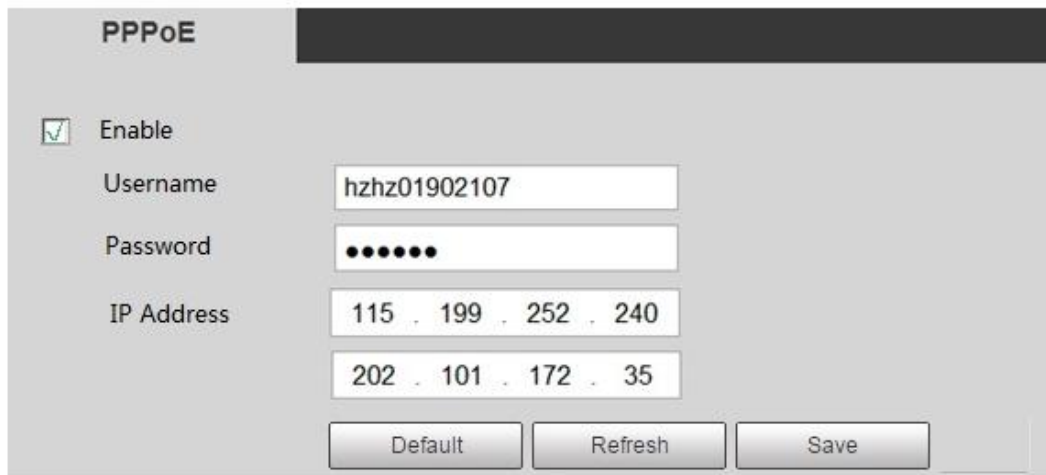 PPPoE
Enable
Username hzhz01902107
Password ●●●●●●
IP Address 115 . 199 . 252 . 240
202 . 101 . 172 . 35
Default Refresh Save